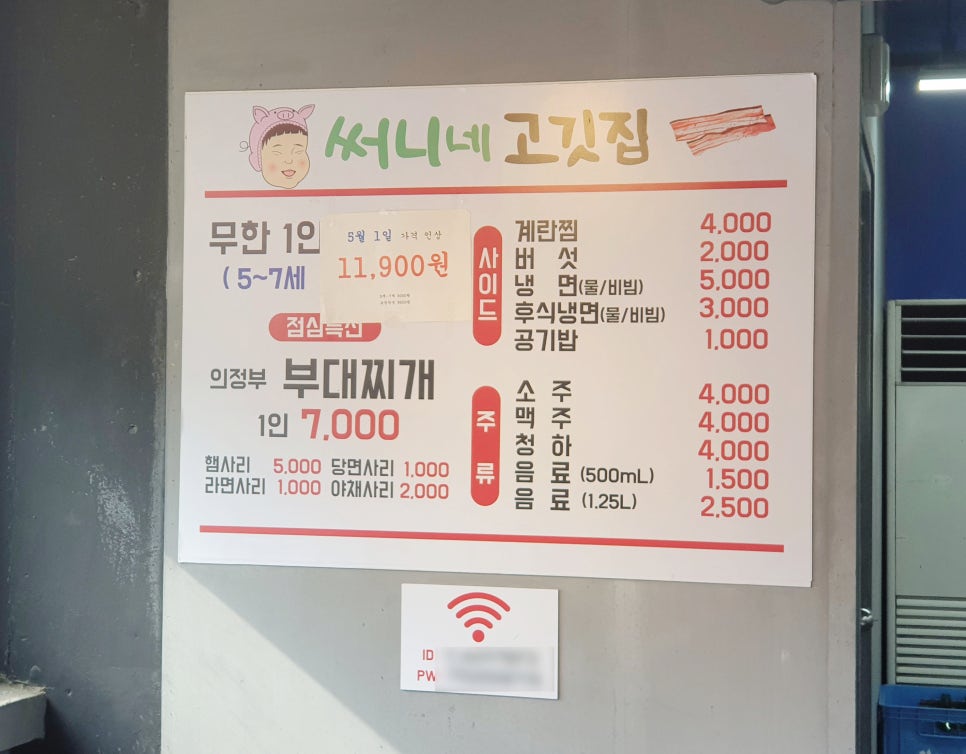 써니네 고깃집
무한 1인
(5~7세
5월 1일 가격 인상
11,900원
점심특선
의정부 부대찌개
1인 7,000
햄사리 5,000 당면사리 1,000
라면사리 1,000 야채사리 2,000
사이드
계란찜 4,000
버섯 2,000
냉면(물/비빔) 5,000
후식냉면(물/비빔) 3,000
공기밥 1,000
주류
소주 4,000
맥주 4,000
청하 4,000
음료 (500mL) 1,500
음료 (1.25L) 2,500
ID
PW